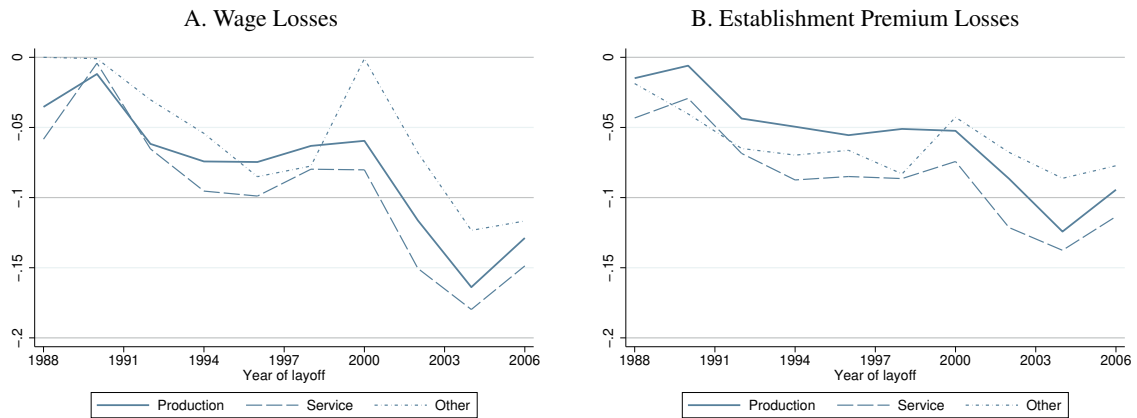 A. Wage Losses
0
-.05
-.1
-.15
-.2
1988 1991 1994 1997 2000 2003 2006
Year of layoff
Production Service Other
B. Establishment Premium Losses
0
-.05
-.1
-.15
-.2
1988 1991 1994 1997 2000 2003 2006
Year of layoff
Production Service Other